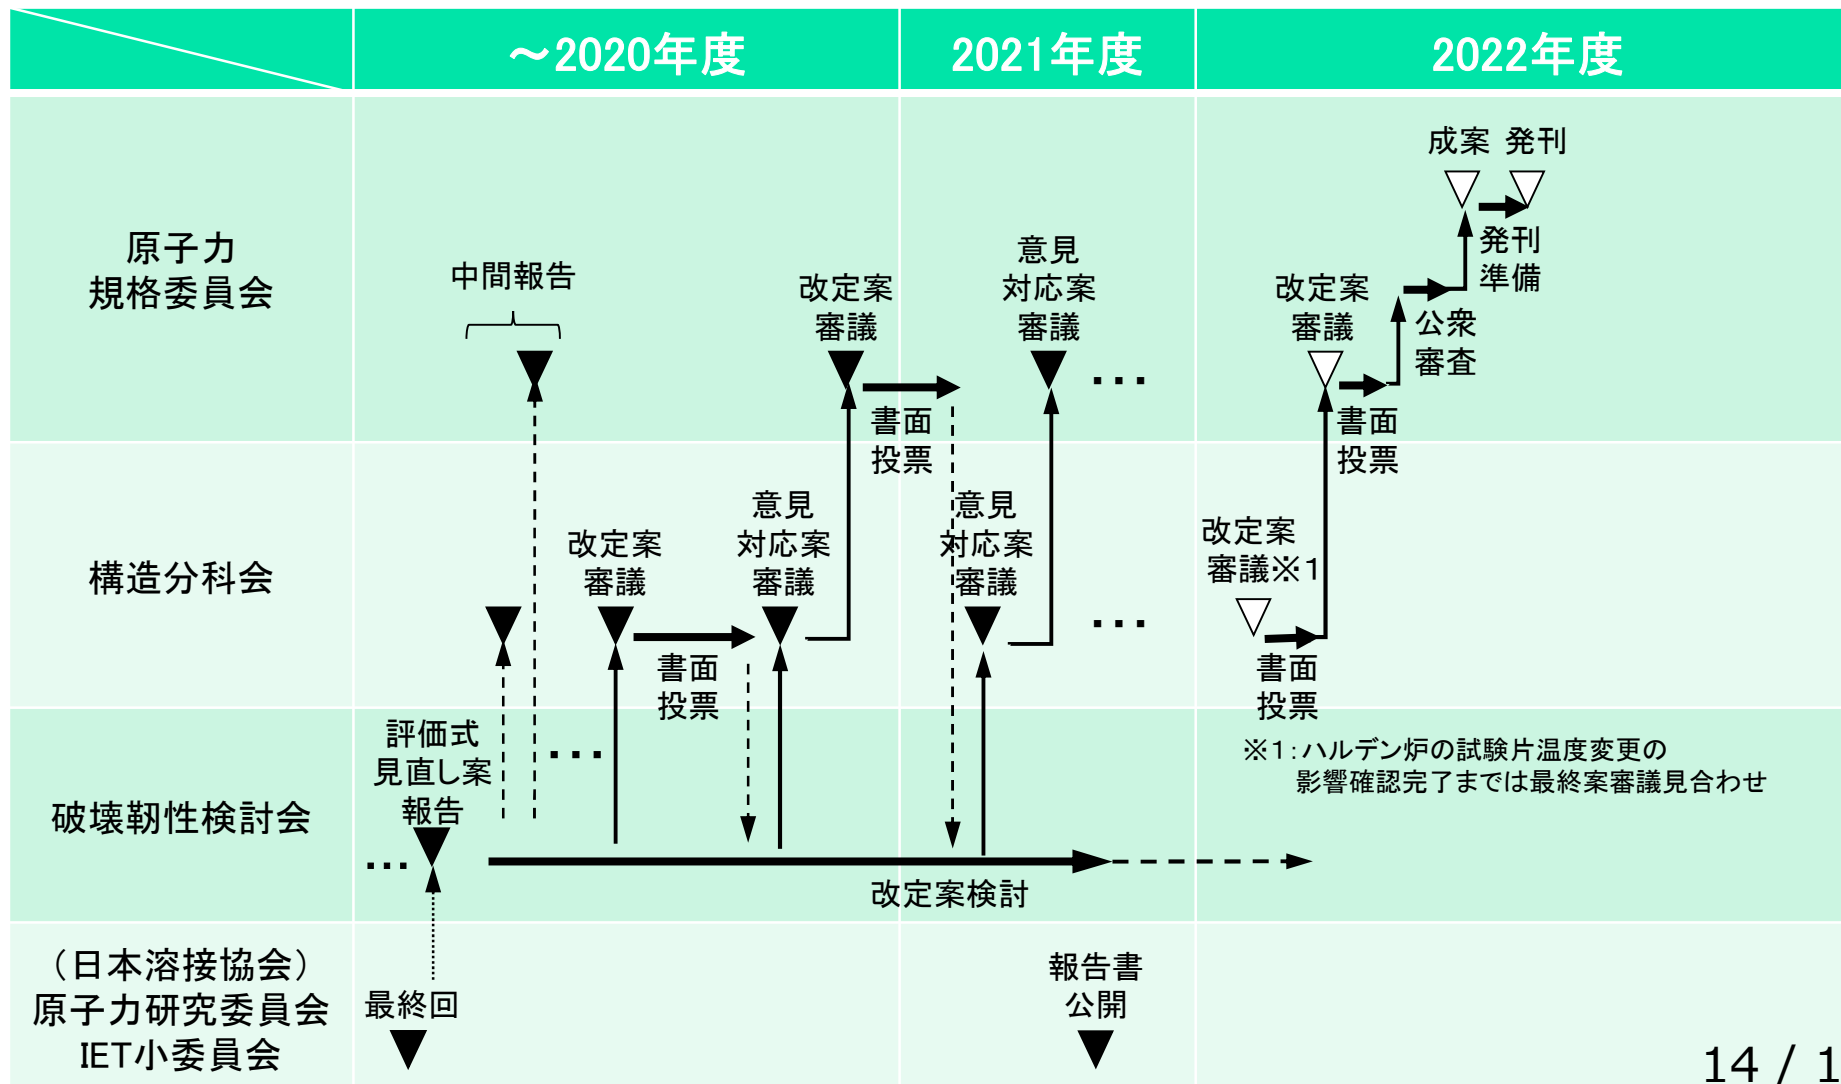 ～2020年度
2021年度
2022年度
原子力
規格委員会
中間報告
改定案
審議
書面
投票
意見
対応案
審議
…
改定案
審議
書面
投票
公衆
審査
成案
発刊
発刊
準備
構造分科会
改定案
審議
書面
投票
意見
対応案
審議
意見
対応案
審議
…
改定案
審議※1
書面
投票
破壊靭性検討会
…
評価式
見直し案
報告
…
改定案検討
※1：ハルデン炉の試験片温度変更の
影響確認完了までは最終案審議見合わせ
（日本溶接協会）
原子力研究委員会
IET小委員会
最終回
報告書
公開
14 / 1